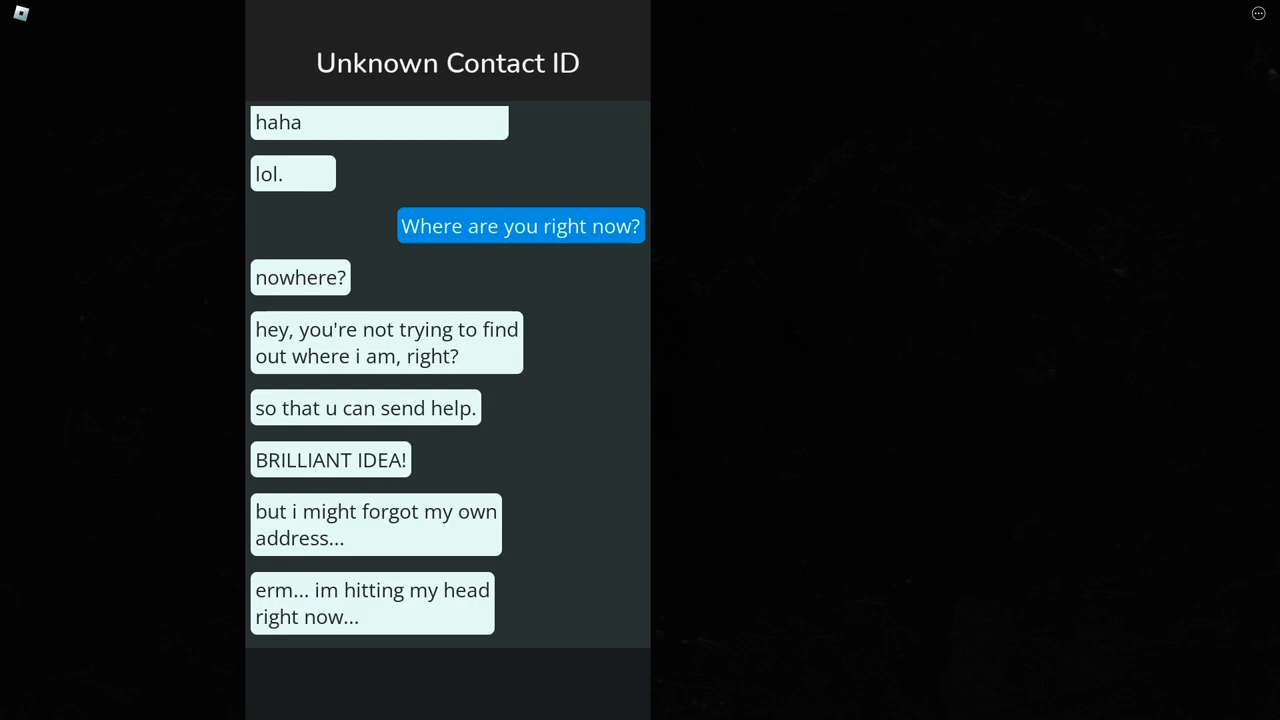 Unknown Contact ID
haha
lol.
Where are you right now?
nowhere?
hey, you're not trying to find
out where i am, right?
so that u can send help.
BRILLIANT IDEA!
but i might forgot my own
address...
erm... im hitting my head
right now...